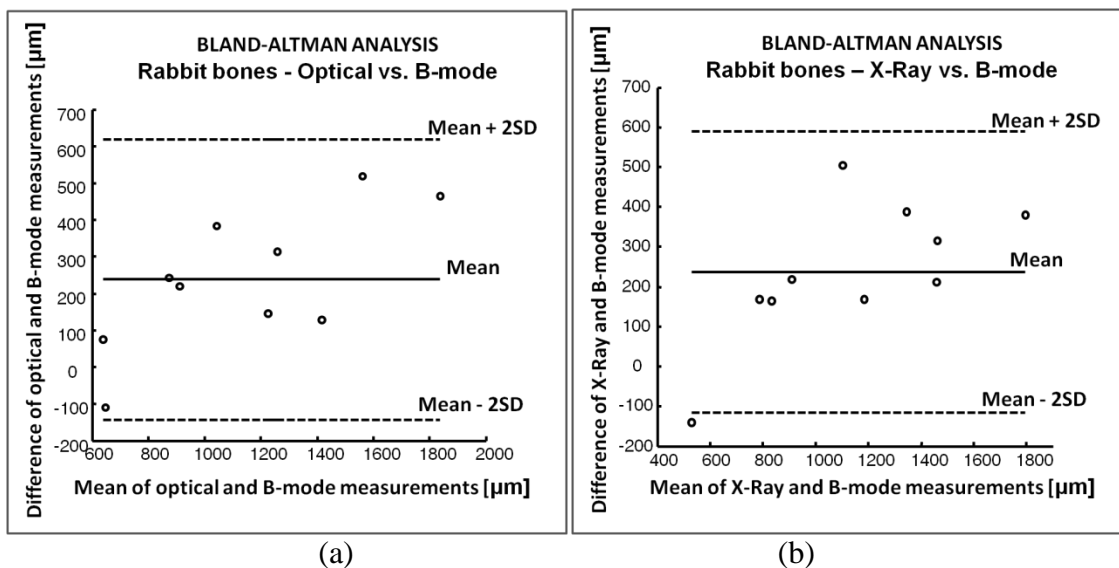 BLAND-ALTMAN ANALYSIS
Rabbit bones - Optical vs. B-mode
Difference of optical and B-mode measurements [µm]
700
600
500
400
300
200
100
0
-100
-200
Mean + 2SD
Mean
Mean - 2SD
600 800 1000 1200 1400 1600 1800 2000
Mean of optical and B-mode measurements [µm]
(a)
BLAND-ALTMAN ANALYSIS
Rabbit bones – X-Ray vs. B-mode
Difference of X-Ray and B-mode measurements [µm]
700
600
500
400
300
200
100
0
-100
-200
Mean + 2SD
Mean
Mean - 2SD
400 600 800 1000 1200 1400 1600 1800
Mean of X-Ray and B-mode measurements [µm]
(b)